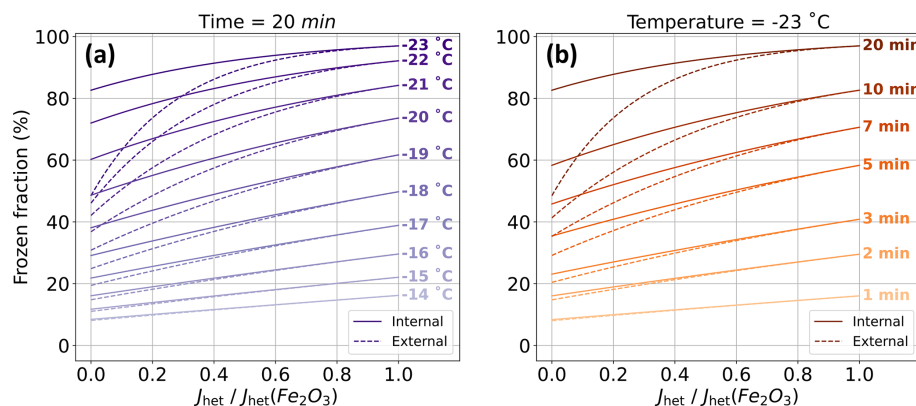 Time = 20 min
(a)
Frozen fraction (%)
100
80
60
40
20
0
-23 ˚C
-22 ˚C
-21 ˚C
-20 ˚C
-19 ˚C
-18 ˚C
-17 ˚C
-16 ˚C
-15 ˚C
-14 ˚C
Internal
External
0.0 0.2 0.4 0.6 0.8 1.0
Jhet / Jhet(Fe2O3)
Temperature = -23 ˚C
(b)
100
80
60
40
20
0
20 min
10 min
7 min
5 min
3 min
2 min
1 min
Internal
External
0.0 0.2 0.4 0.6 0.8 1.0
Jhet / Jhet(Fe2O3)